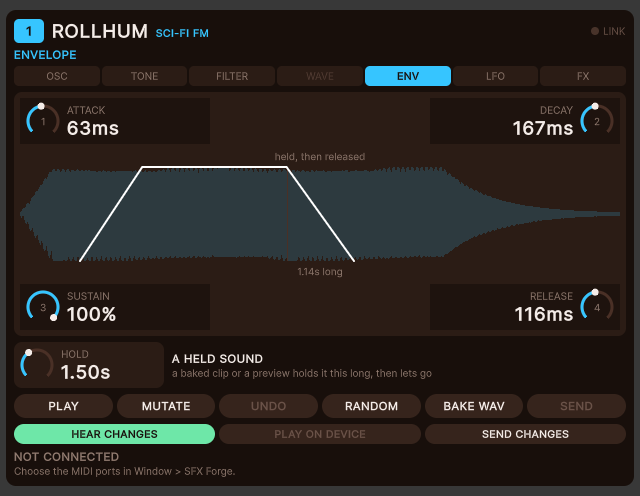 1 ROLLHUM SCI-FI FM
LINK
ENVELOPE
OSC TONE FILTER WAVE ENV LFO FX
1 ATTACK
63ms
DECAY 2
167ms
held, then released
1.14s long
3 SUSTAIN
100%
RELEASE 4
116ms
HOLD
1.50s
A HELD SOUND
a baked clip or a preview holds it this long, then lets go
PLAY MUTATE UNDO RANDOM BAKE WAV SEND
HEAR CHANGES PLAY ON DEVICE SEND CHANGES
NOT CONNECTED
Choose the MIDI ports in Window > SFX Forge.